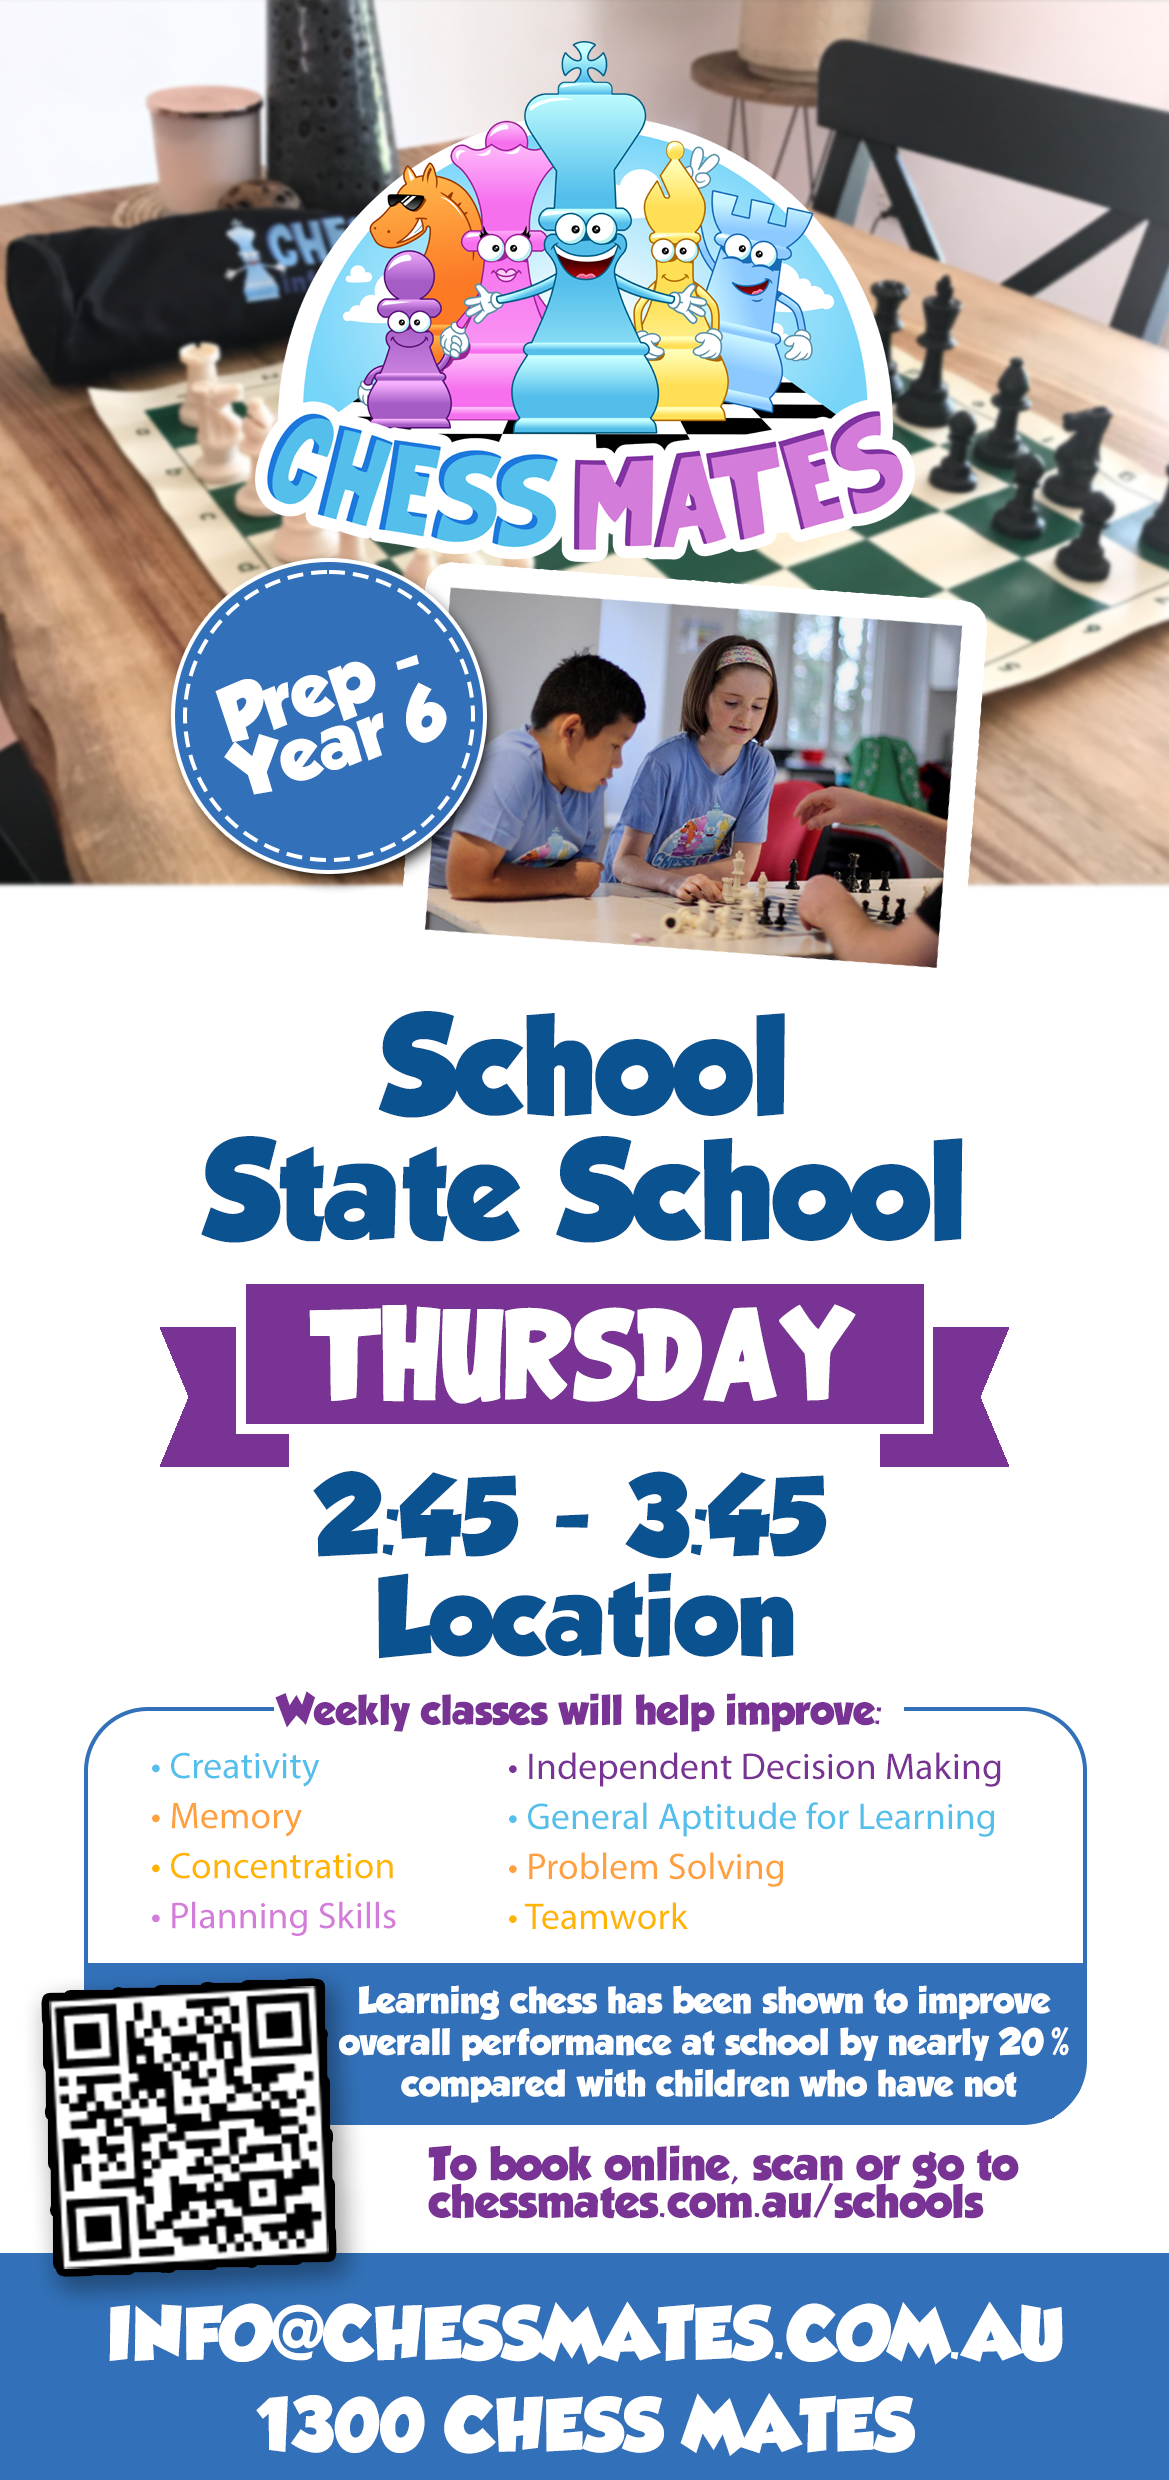 CHE
CHESS MATES
Prep -
Year 6
CHESS MATES
School
State School
THURSDAY
2:45 - 3:45
Location
Weekly classes will help improve:
• Creativity
• Memory
• Concentration
• Planning Skills
• Independent Decision Making
• General Aptitude for Learning
• Problem Solving
• Teamwork
Learning chess has been shown to improve
overall performance at school by nearly 20%
compared with children who have not
To book online, scan or go to
chessmates.com.au/schools
INFO@CHESSMATES.COM.AU
1300 CHESS MATES